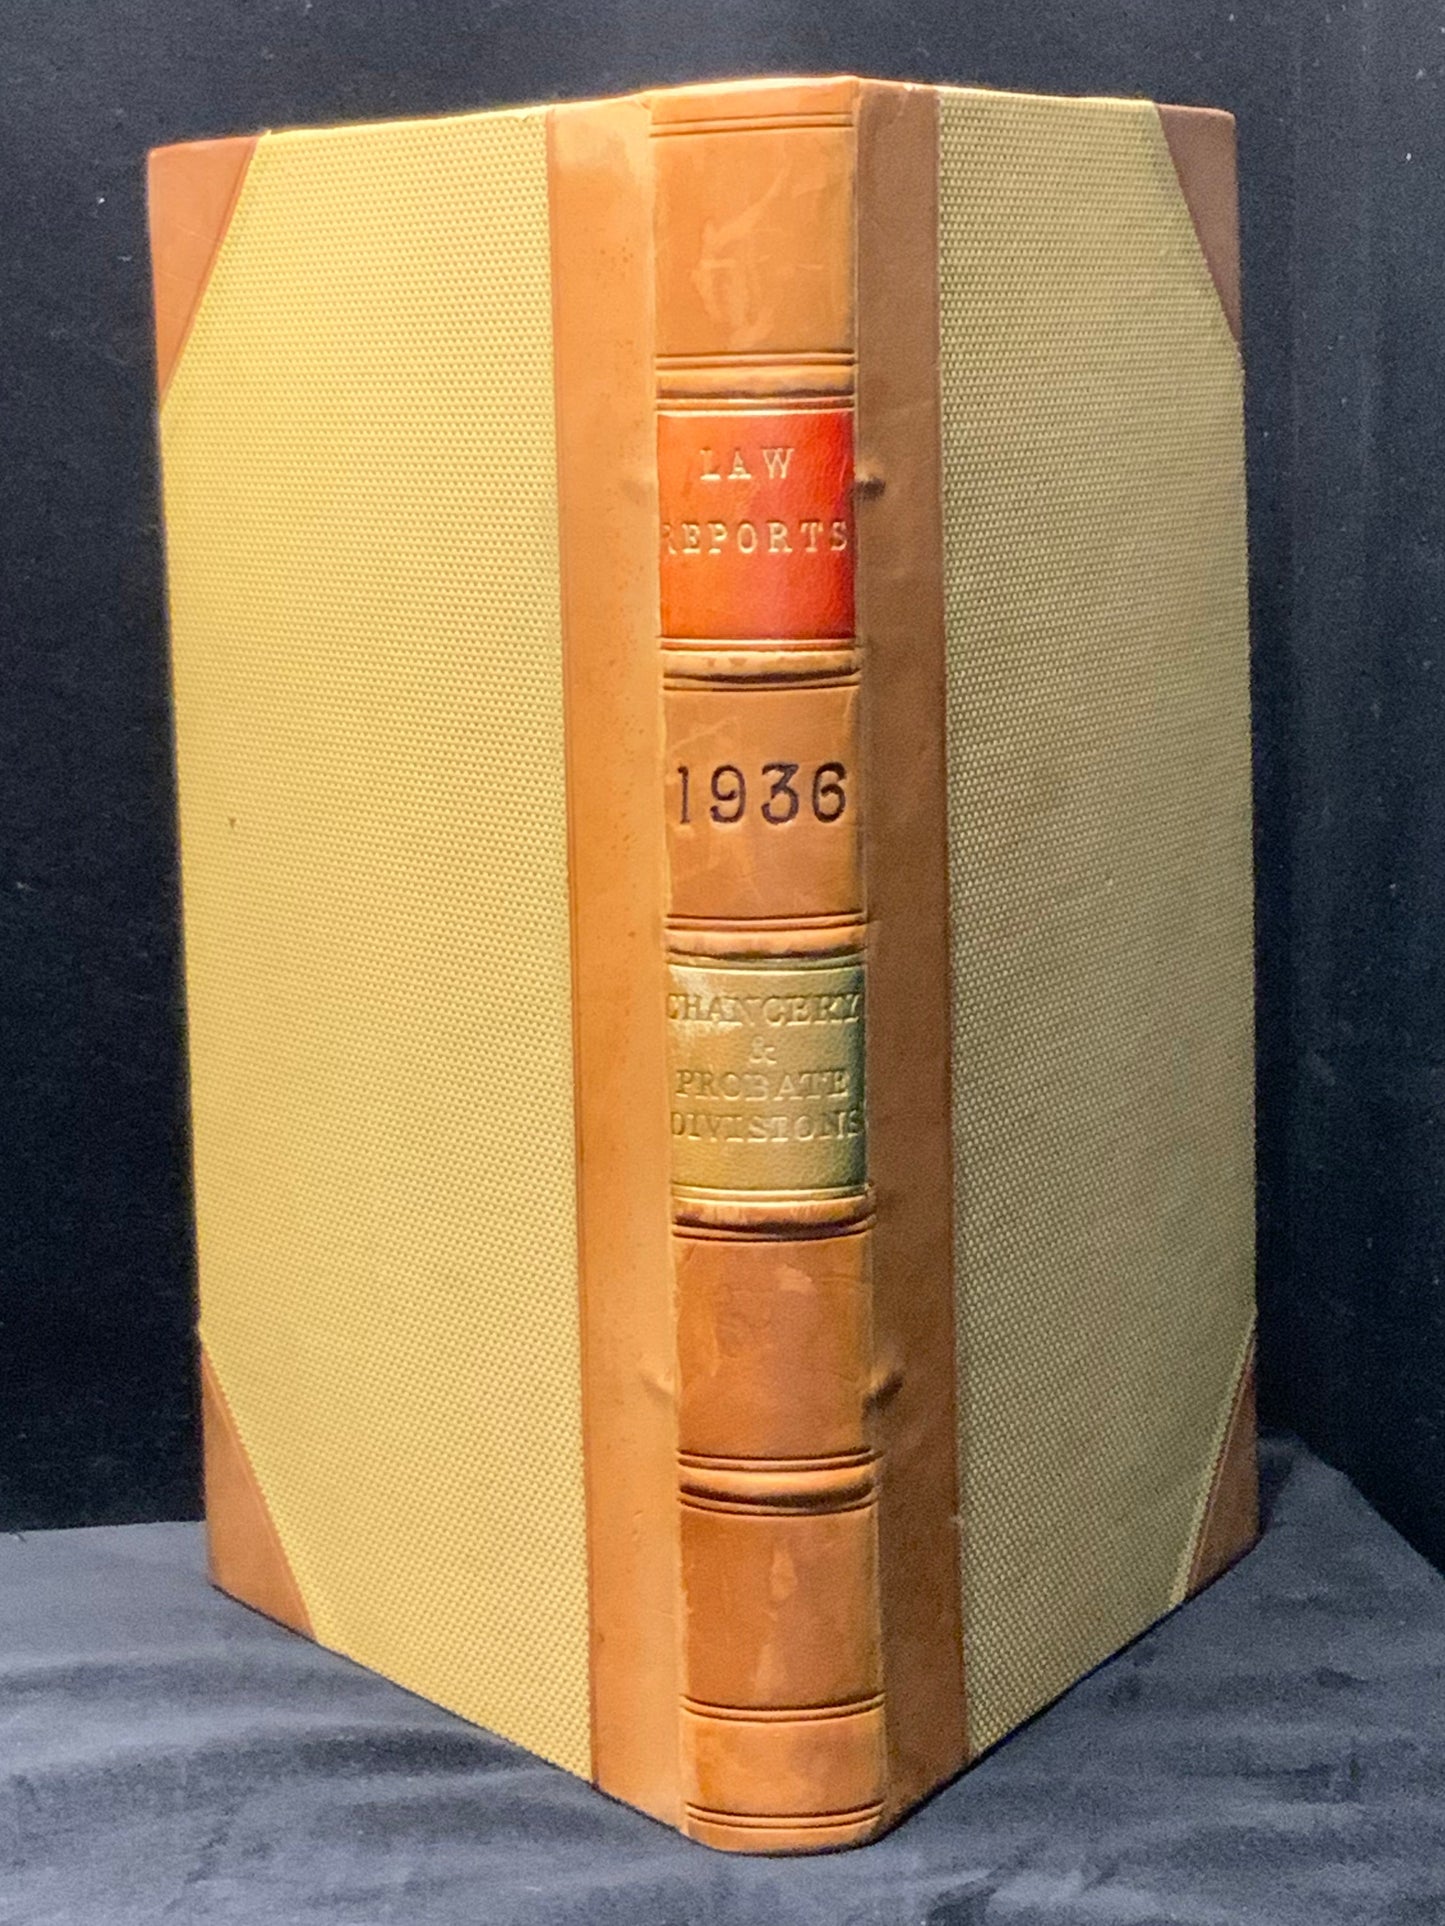 LAW
REPORTS
1936
CHANCERY
&
PROBATE
DIVISIONS